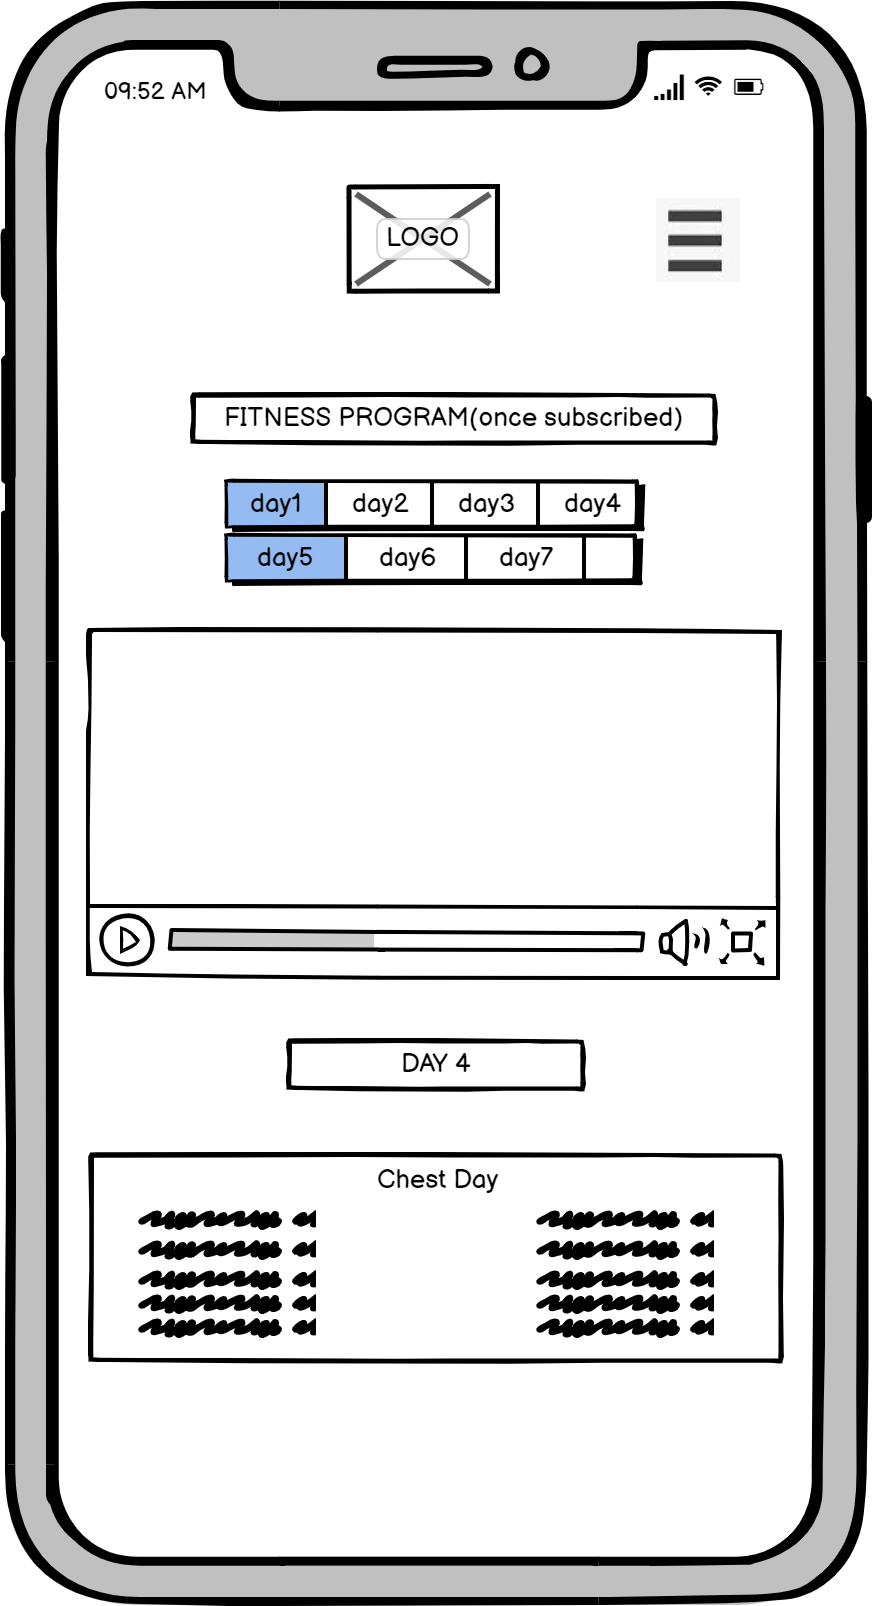 09:52 AM
LOGO
FITNESS PROGRAM(once subscribed)
day1 day2 day3 day4
day5 day6 day7
DAY 4
Chest Day